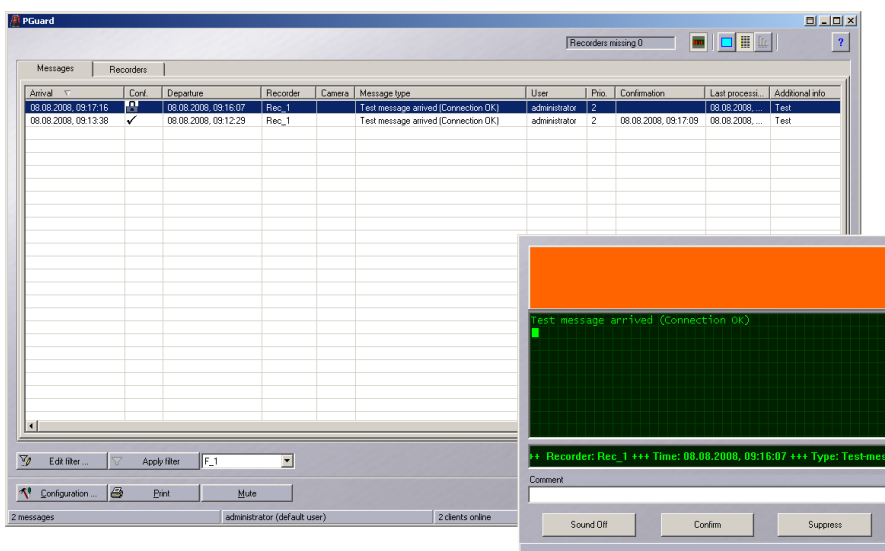 PGuard
Recorders missing 0
?
Messages Recorders
Arrival Conf. Departure Recorder Camera Message type User Prio. Confirmation Last processi... Additional info
08.08.2008, 09:17:16 08.08.2008, 09:16:07 Rec_1 Test message arrived (Connection OK) administrator 2 08.08.2008, ... Test
08.08.2008, 09:13:38 08.08.2008, 09:12:29 Rec_1 Test message arrived (Connection OK) administrator 2 08.08.2008, 09:17:09 08.08.2008, ... Test
Test message arrived (Connection OK)
++ Recorder: Rec_1 +++ Time: 08.08.2008, 09:16:07 +++ Type: Test-mes
Comment
Sound Off Confirm Suppress
Edit filter ... Apply filter F_1
Configuration ... Print Mute
2 messages administrator (default user) 2 clients online